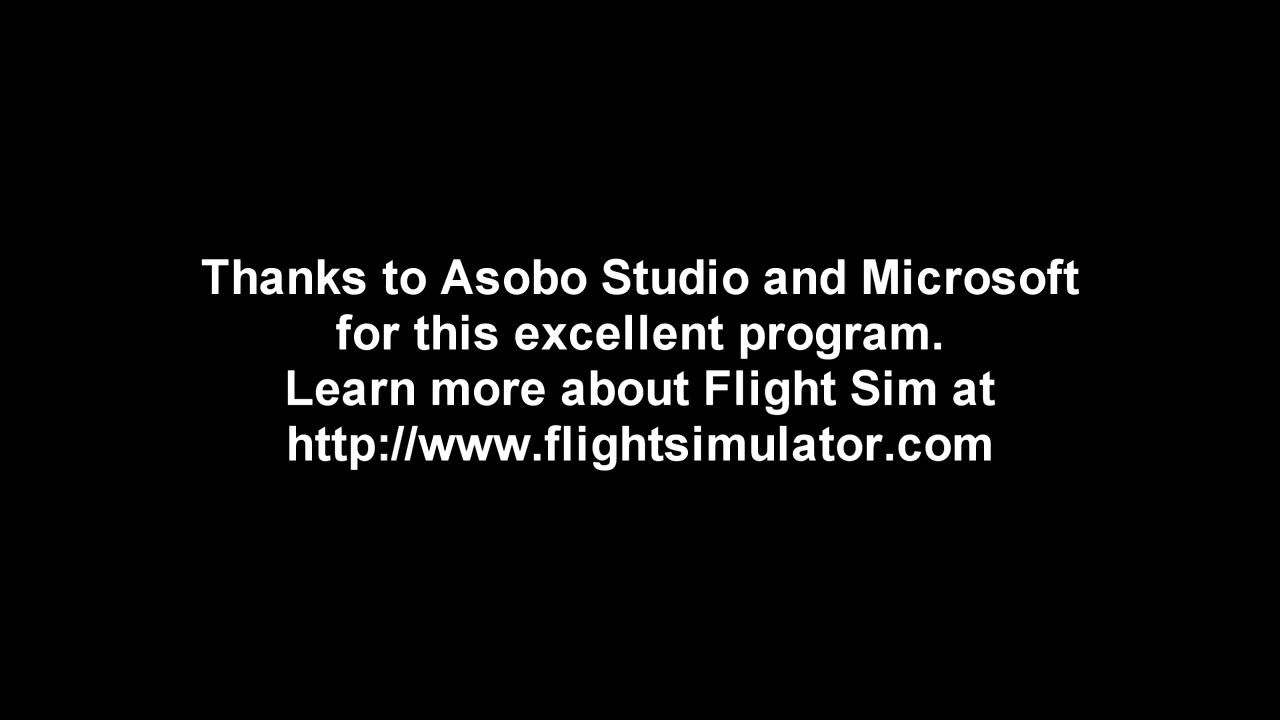 Thanks to Asobo Studio and Microsoft
for this excellent program.
Learn more about Flight Sim at
http://www.flightsimulator.com